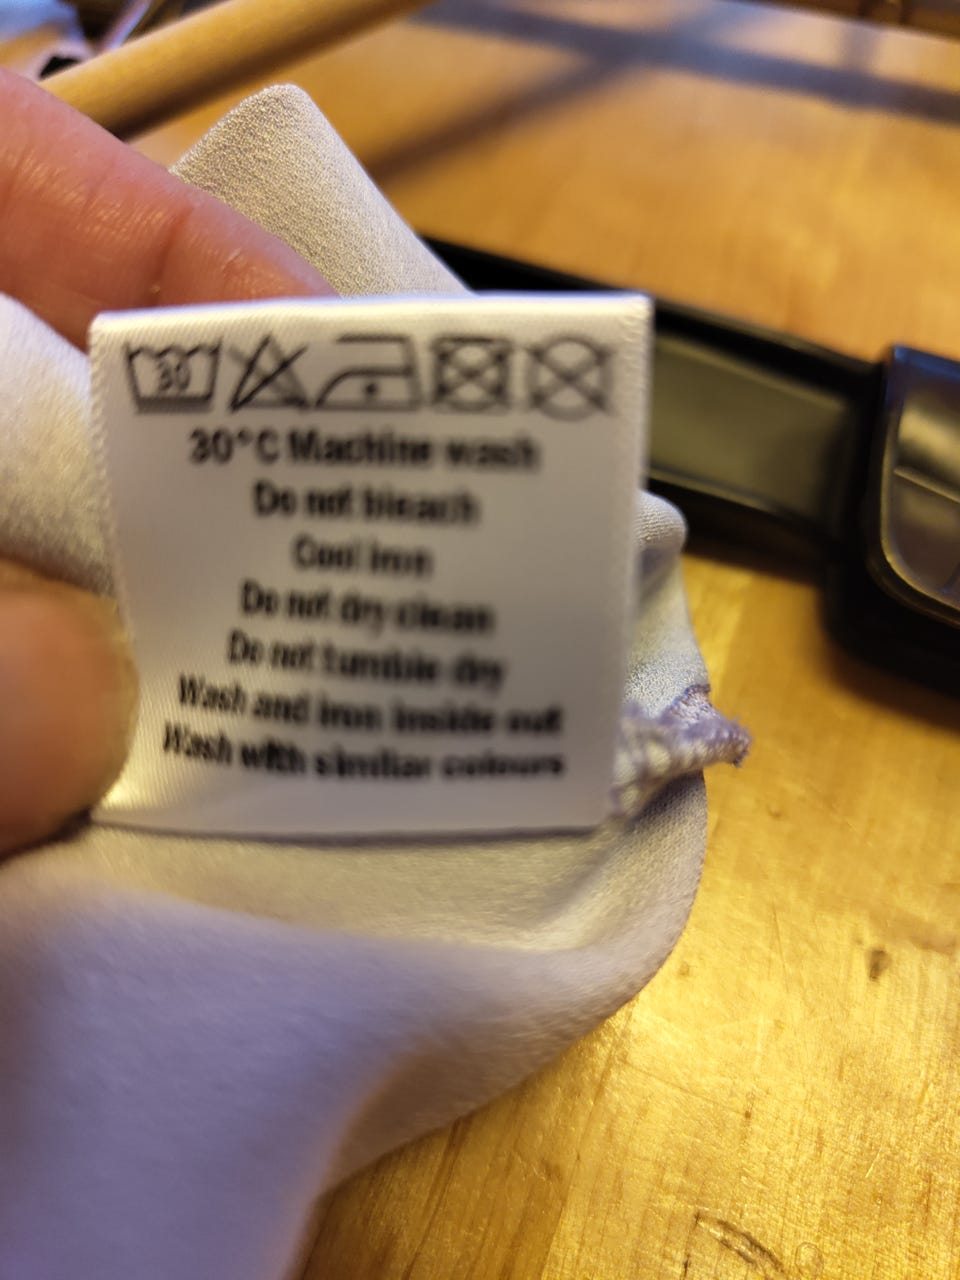 30
30°C Machine wash
Do not bleach
Cool iron
Do not dry clean
Do not tumble dry
Wash and iron inside out
Wash with similar colours